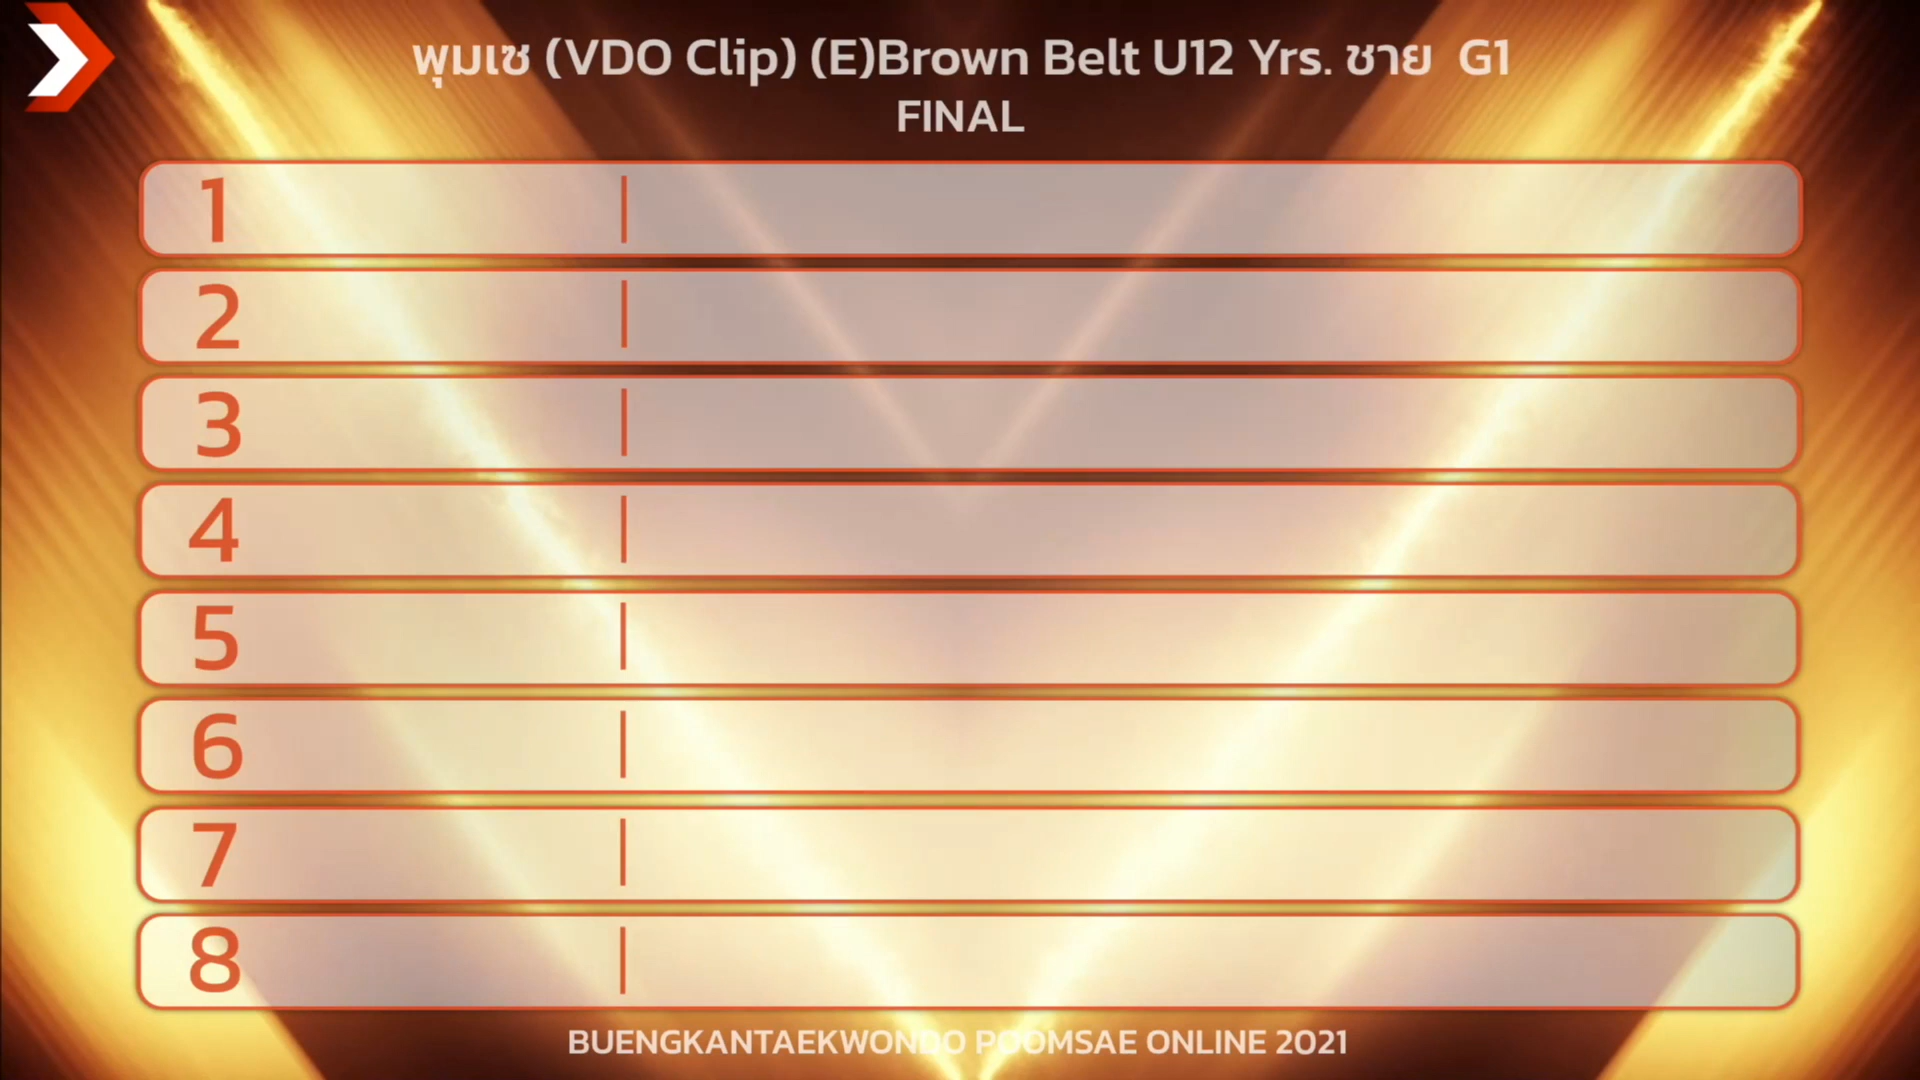 พุมเซ (VDO Clip) (E)Brown Belt U12 Yrs. ชาย G1
FINAL
1
2
3
4
5
6
7
8
BUENGKANTAEKWONDO POOMSAE ONLINE 2021